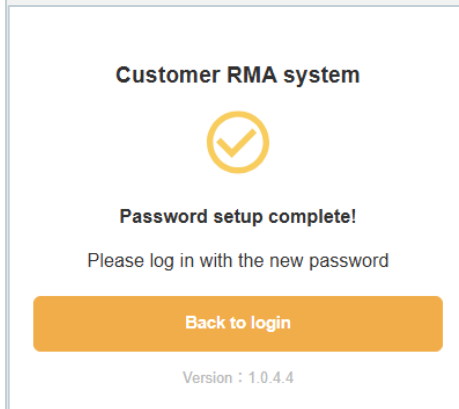 Customer RMA system
Password setup complete!
Please log in with the new password
Back to login
Version：1.0.4.4